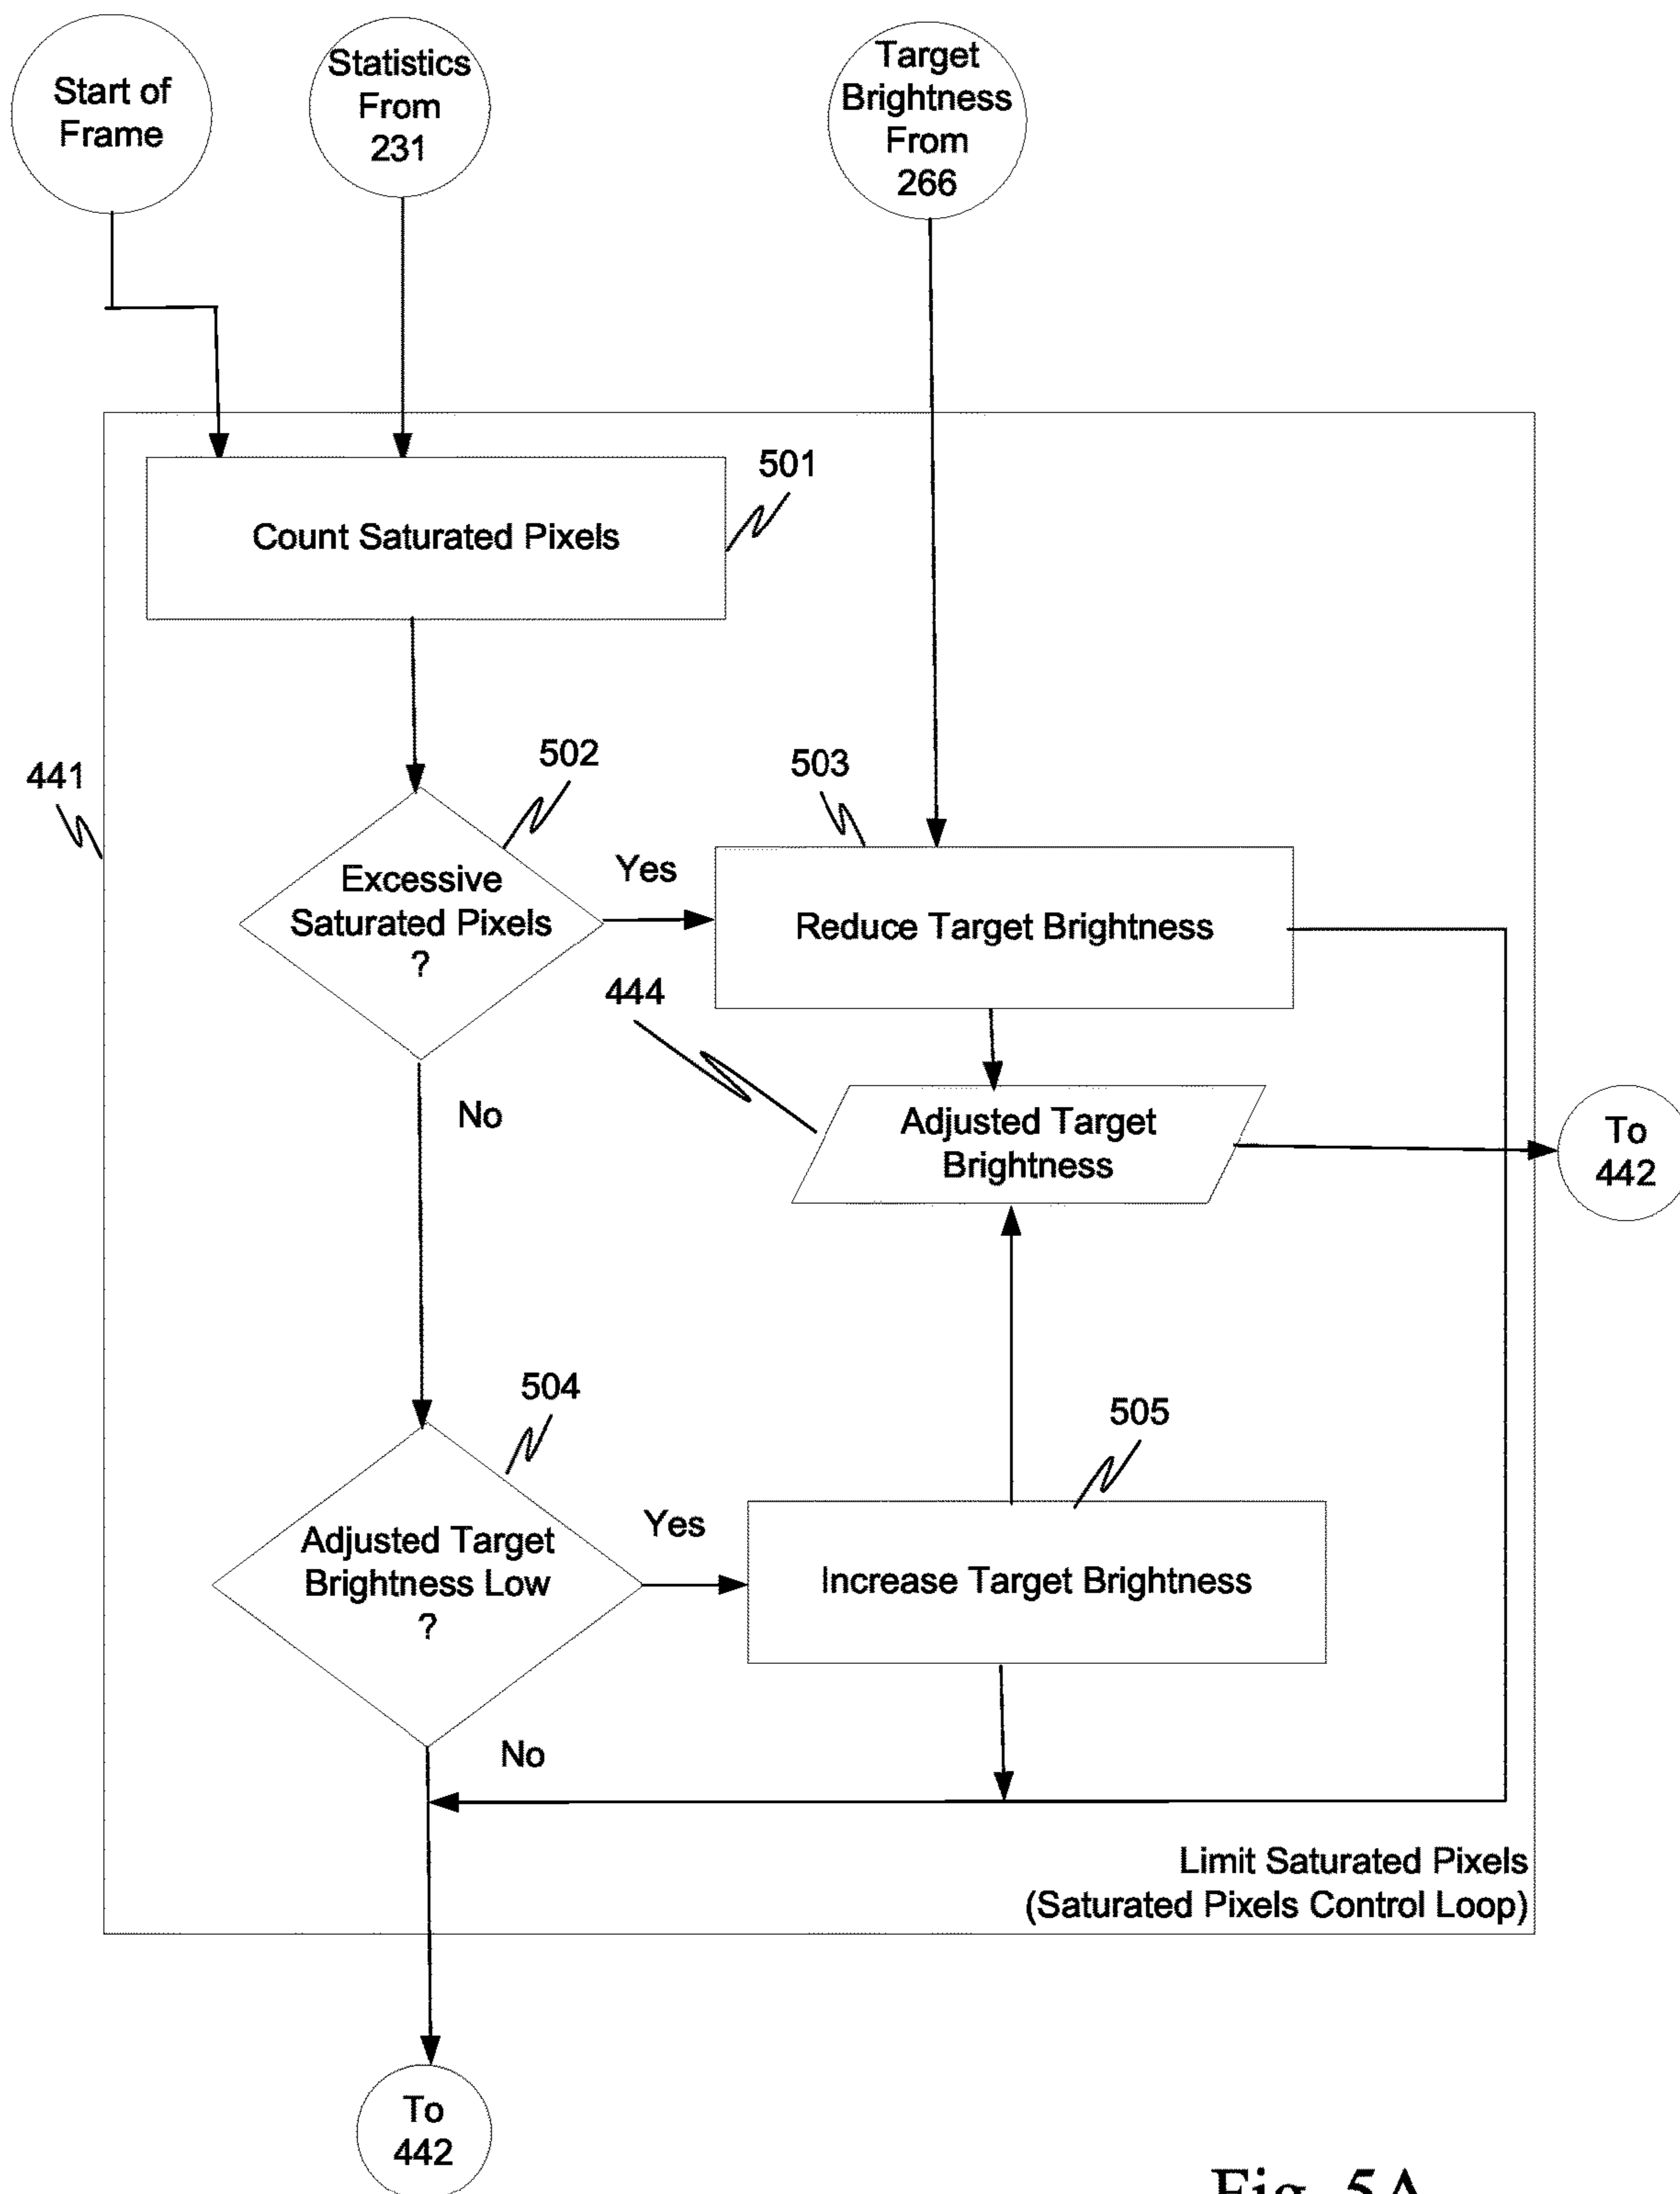 Start of
Frame
Statistics
From
231
Target
Brightness
From
266
Count Saturated Pixels
501
441
502
Excessive
Saturated Pixels
?
Yes
503
Reduce Target Brightness
444
No
Adjusted Target
Brightness
To
442
504
Adjusted Target
Brightness Low
?
Yes
505
Increase Target Brightness
No
Limit Saturated Pixels
(Saturated Pixels Control Loop)
To
442
Fig. 5A